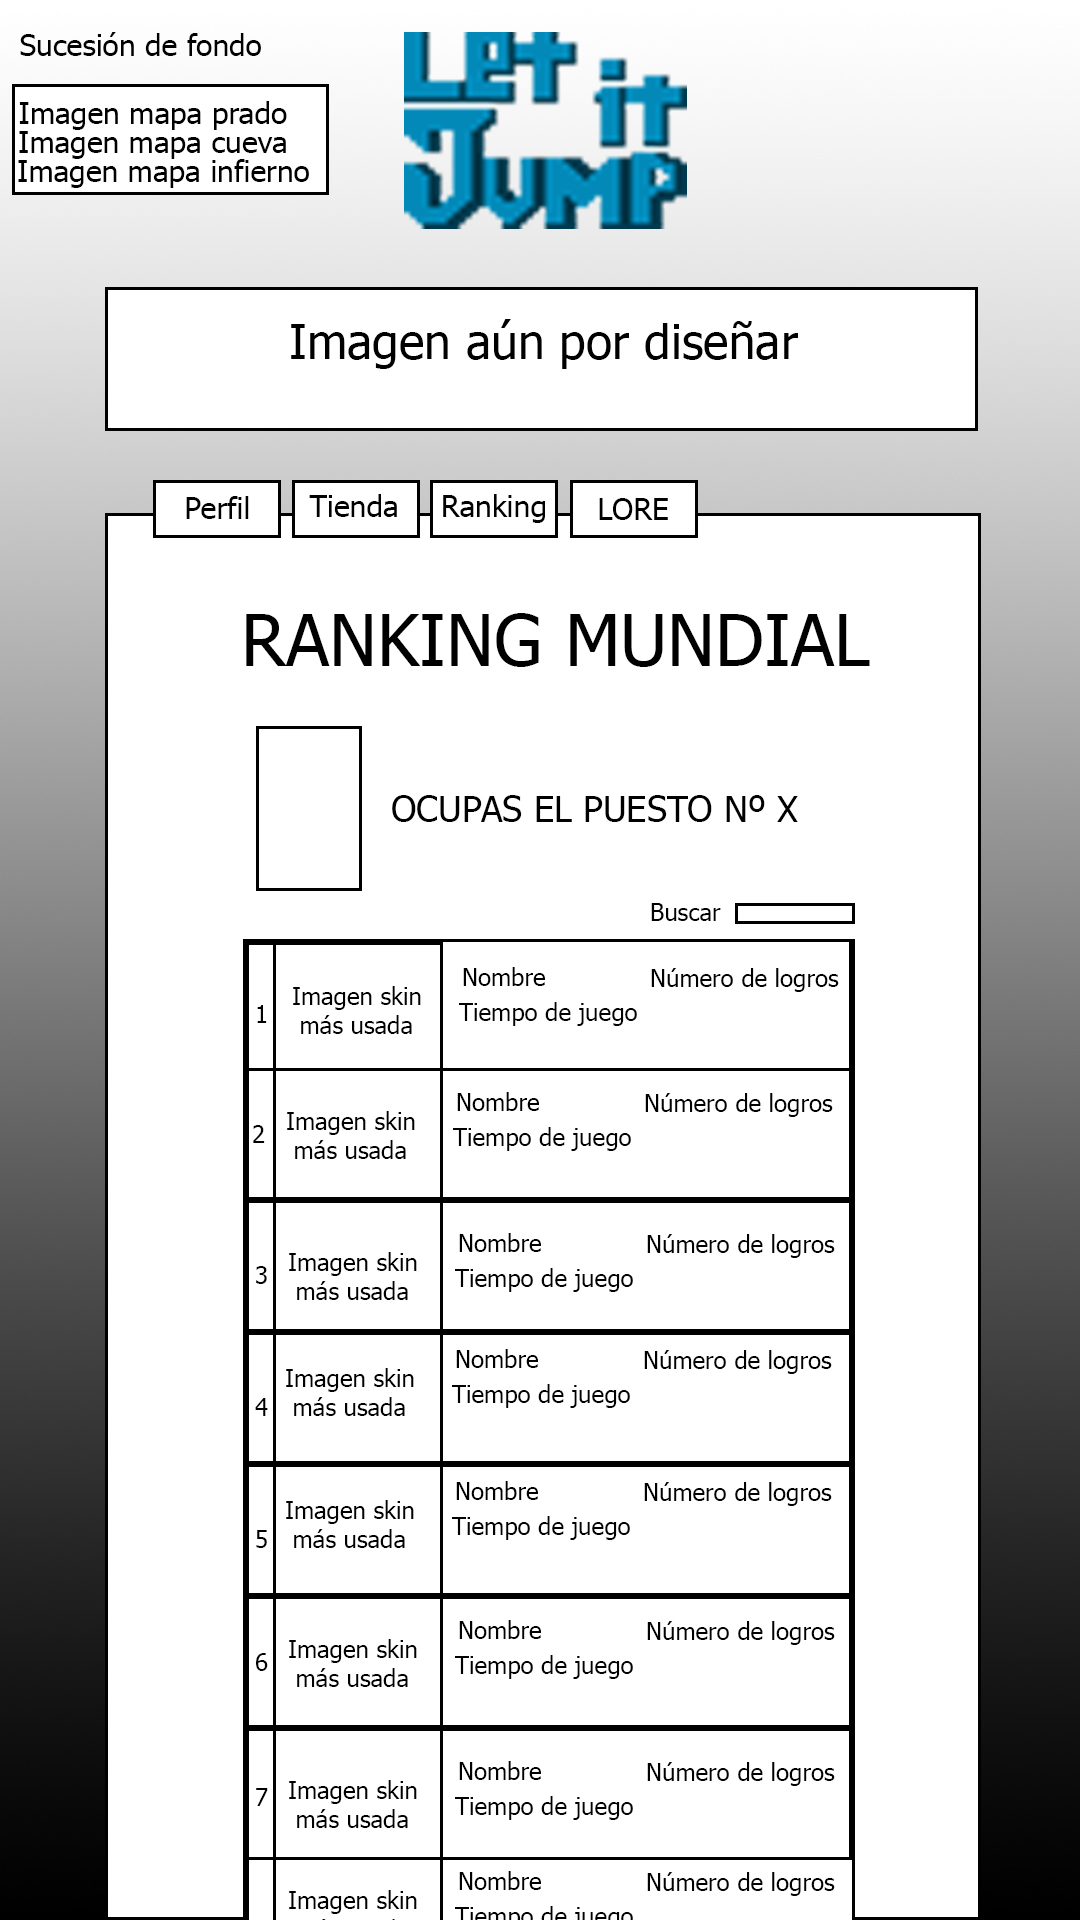 Sucesión de fondo
Imagen mapa prado
Imagen mapa cueva
Imagen mapa infierno
Let it
Jump
Imagen aún por diseñar
Perfil
Tienda
Ranking
LORE
RANKING MUNDIAL
OCUPAS EL PUESTO Nº X
Buscar
1
Imagen skin
más usada
Nombre
Número de logros
Tiempo de juego
2
Imagen skin
más usada
Nombre
Número de logros
Tiempo de juego
3
Imagen skin
más usada
Nombre
Número de logros
Tiempo de juego
4
Imagen skin
más usada
Nombre
Número de logros
Tiempo de juego
5
Imagen skin
más usada
Nombre
Número de logros
Tiempo de juego
6
Imagen skin
más usada
Nombre
Número de logros
Tiempo de juego
7
Imagen skin
más usada
Nombre
Número de logros
Tiempo de juego
Imagen skin
Nombre
Número de logros
Tiempo de juego